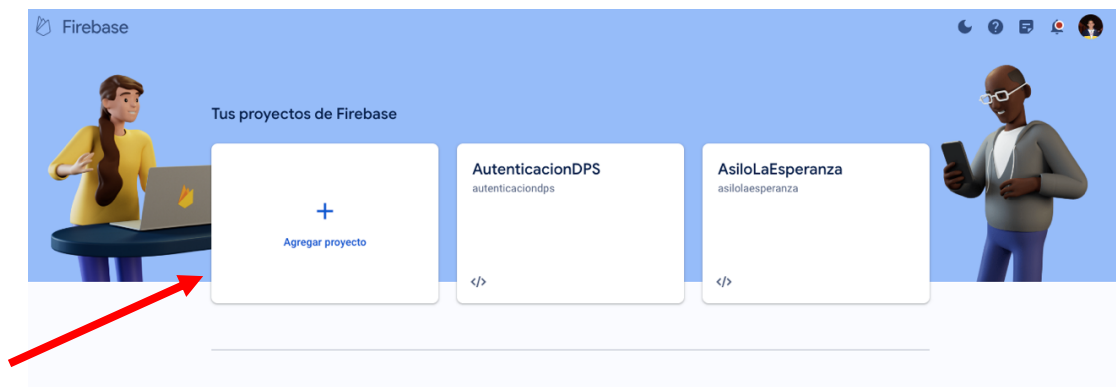 Firebase
Tus proyectos de Firebase
Agregar proyecto
AutenticacionDPS
autenticaciondps
</>
AsiloLaEsperanza
asilolaesperanza
</>